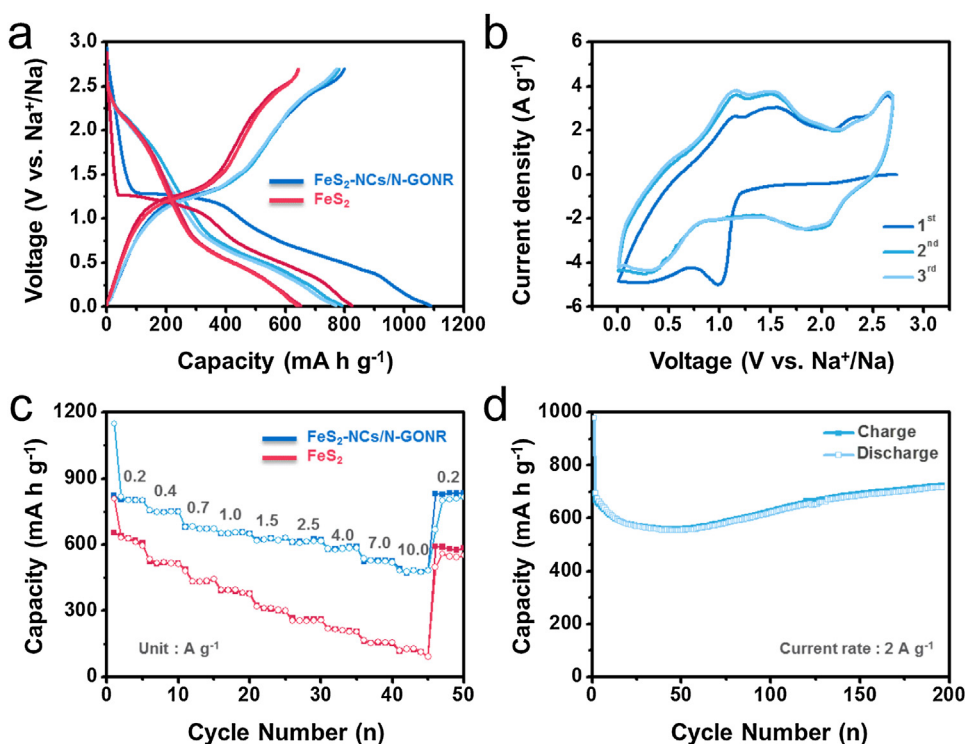 a
3.0
2.5
2.0
1.5
1.0
0.5
0.0
Voltage (V vs. Na⁺/Na)
FeS₂-NCs/N-GONR
FeS₂
0 200 400 600 800 1000 1200
Capacity (mA h g⁻¹)
b
6
4
2
0
-2
-4
-6
Current density (A g⁻¹)
1ˢᵗ
2ⁿᵈ
3ʳᵈ
0.0 0.5 1.0 1.5 2.0 2.5 3.0
Voltage (V vs. Na⁺/Na)
c
1200
900
600
300
0
Capacity (mA h g⁻¹)
FeS₂-NCs/N-GONR
FeS₂
0.2 0.4 0.7 1.0 1.5 2.5 4.0 7.0 10.0 0.2
Unit : A g⁻¹
0 10 20 30 40 50
Cycle Number (n)
d
1000
800
600
400
200
0
Capacity (mA h g⁻¹)
Charge
Discharge
Current rate : 2 A g⁻¹
0 50 100 150 200
Cycle Number (n)